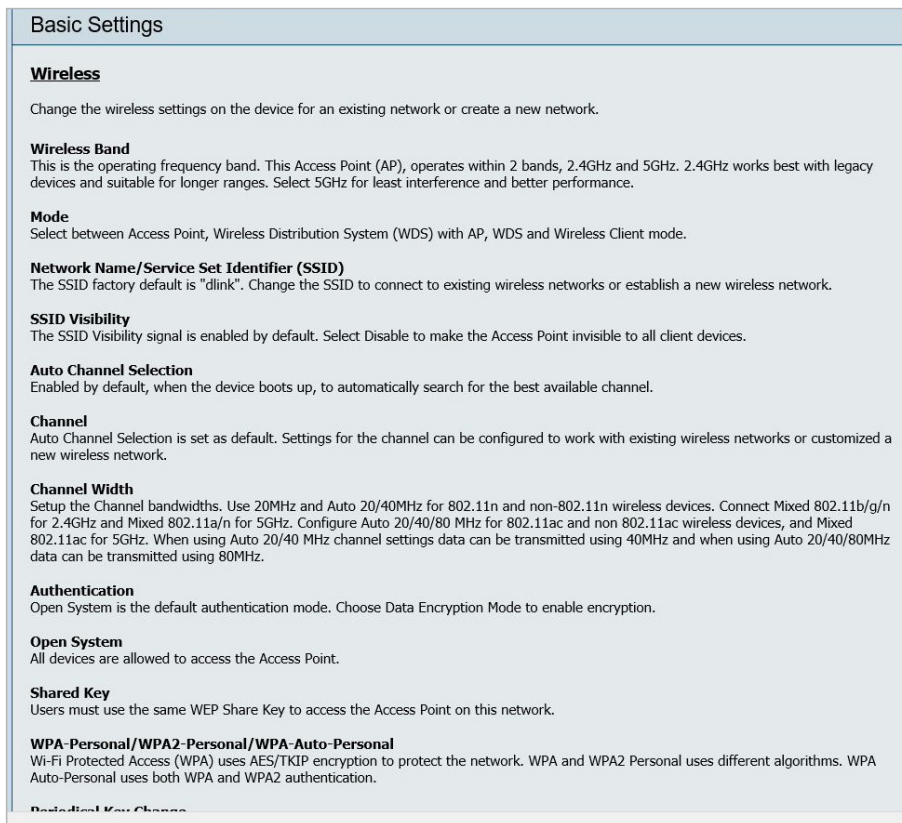 Basic Settings
Wireless
Change the wireless settings on the device for an existing network or create a new network.
Wireless Band
This is the operating frequency band. This Access Point (AP), operates within 2 bands, 2.4GHz and 5GHz. 2.4GHz works best with legacy
devices and suitable for longer ranges. Select 5GHz for least interference and better performance.
Mode
Select between Access Point, Wireless Distribution System (WDS) with AP, WDS and Wireless Client mode.
Network Name/Service Set Identifier (SSID)
The SSID factory default is "dlink". Change the SSID to connect to existing wireless networks or establish a new wireless network.
SSID Visibility
The SSID Visibility signal is enabled by default. Select Disable to make the Access Point invisible to all client devices.
Auto Channel Selection
Enabled by default, when the device boots up, to automatically search for the best available channel.
Channel
Auto Channel Selection is set as default. Settings for the channel can be configured to work with existing wireless networks or customized a
new wireless network.
Channel Width
Setup the Channel bandwidths. Use 20MHz and Auto 20/40MHz for 802.11n and non-802.11n wireless devices. Connect Mixed 802.11b/g/n
for 2.4GHz and Mixed 802.11a/n for 5GHz. Configure Auto 20/40/80 MHz for 802.11ac and non 802.11ac wireless devices, and Mixed
802.11ac for 5GHz. When using Auto 20/40 MHz channel settings data can be transmitted using 40MHz and when using Auto 20/40/80MHz
data can be transmitted using 80MHz.
Authentication
Open System is the default authentication mode. Choose Data Encryption Mode to enable encryption.
Open System
All devices are allowed to access the Access Point.
Shared Key
Users must use the same WEP Share Key to access the Access Point on this network.
WPA-Personal/WPA2-Personal/WPA-Auto-Personal
Wi-Fi Protected Access (WPA) uses AES/TKIP encryption to protect the network. WPA and WPA2 Personal uses different algorithms. WPA
Auto-Personal uses both WPA and WPA2 authentication.
Periodical Key Change